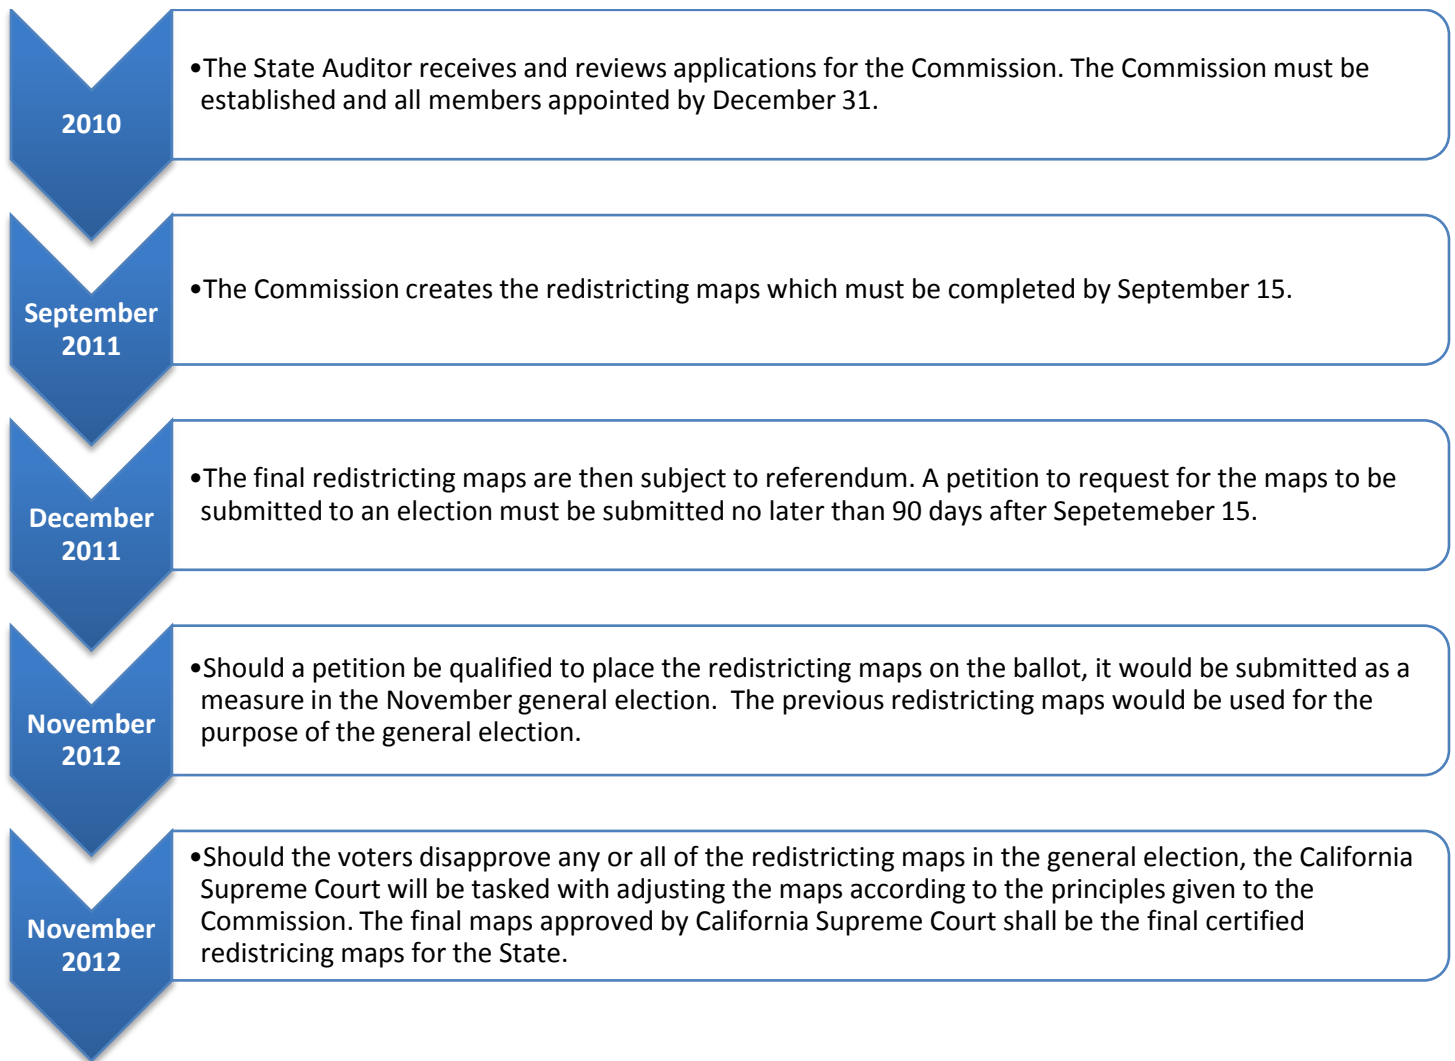 2010
•The State Auditor receives and reviews applications for the Commission. The Commission must be
established and all members appointed by December 31.
September
2011
•The Commission creates the redistricting maps which must be completed by September 15.
December
2011
•The final redistricting maps are then subject to referendum. A petition to request for the maps to be
submitted to an election must be submitted no later than 90 days after Sepetemeber 15.
November
2012
•Should a petition be qualified to place the redistricting maps on the ballot, it would be submitted as a
measure in the November general election.  The previous redistricting maps would be used for the
purpose of the general election.
November
2012
•Should the voters disapprove any or all of the redistricting maps in the general election, the California
Supreme Court will be tasked with adjusting the maps according to the principles given to the
Commission. The final maps approved by California Supreme Court shall be the final certified
redistricing maps for the State.